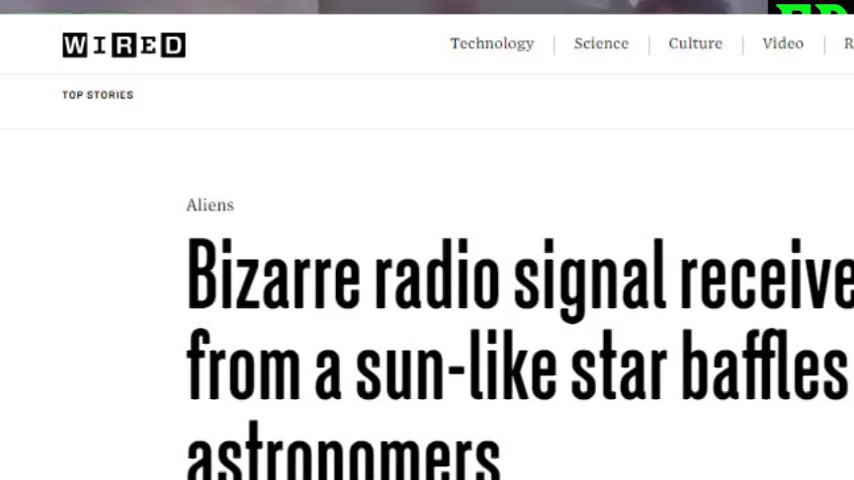 WIRED
Technology
Science
Culture
Video
R
TOP STORIES
Aliens
Bizarre radio signal receive
from a sun-like star baffles
astronomers